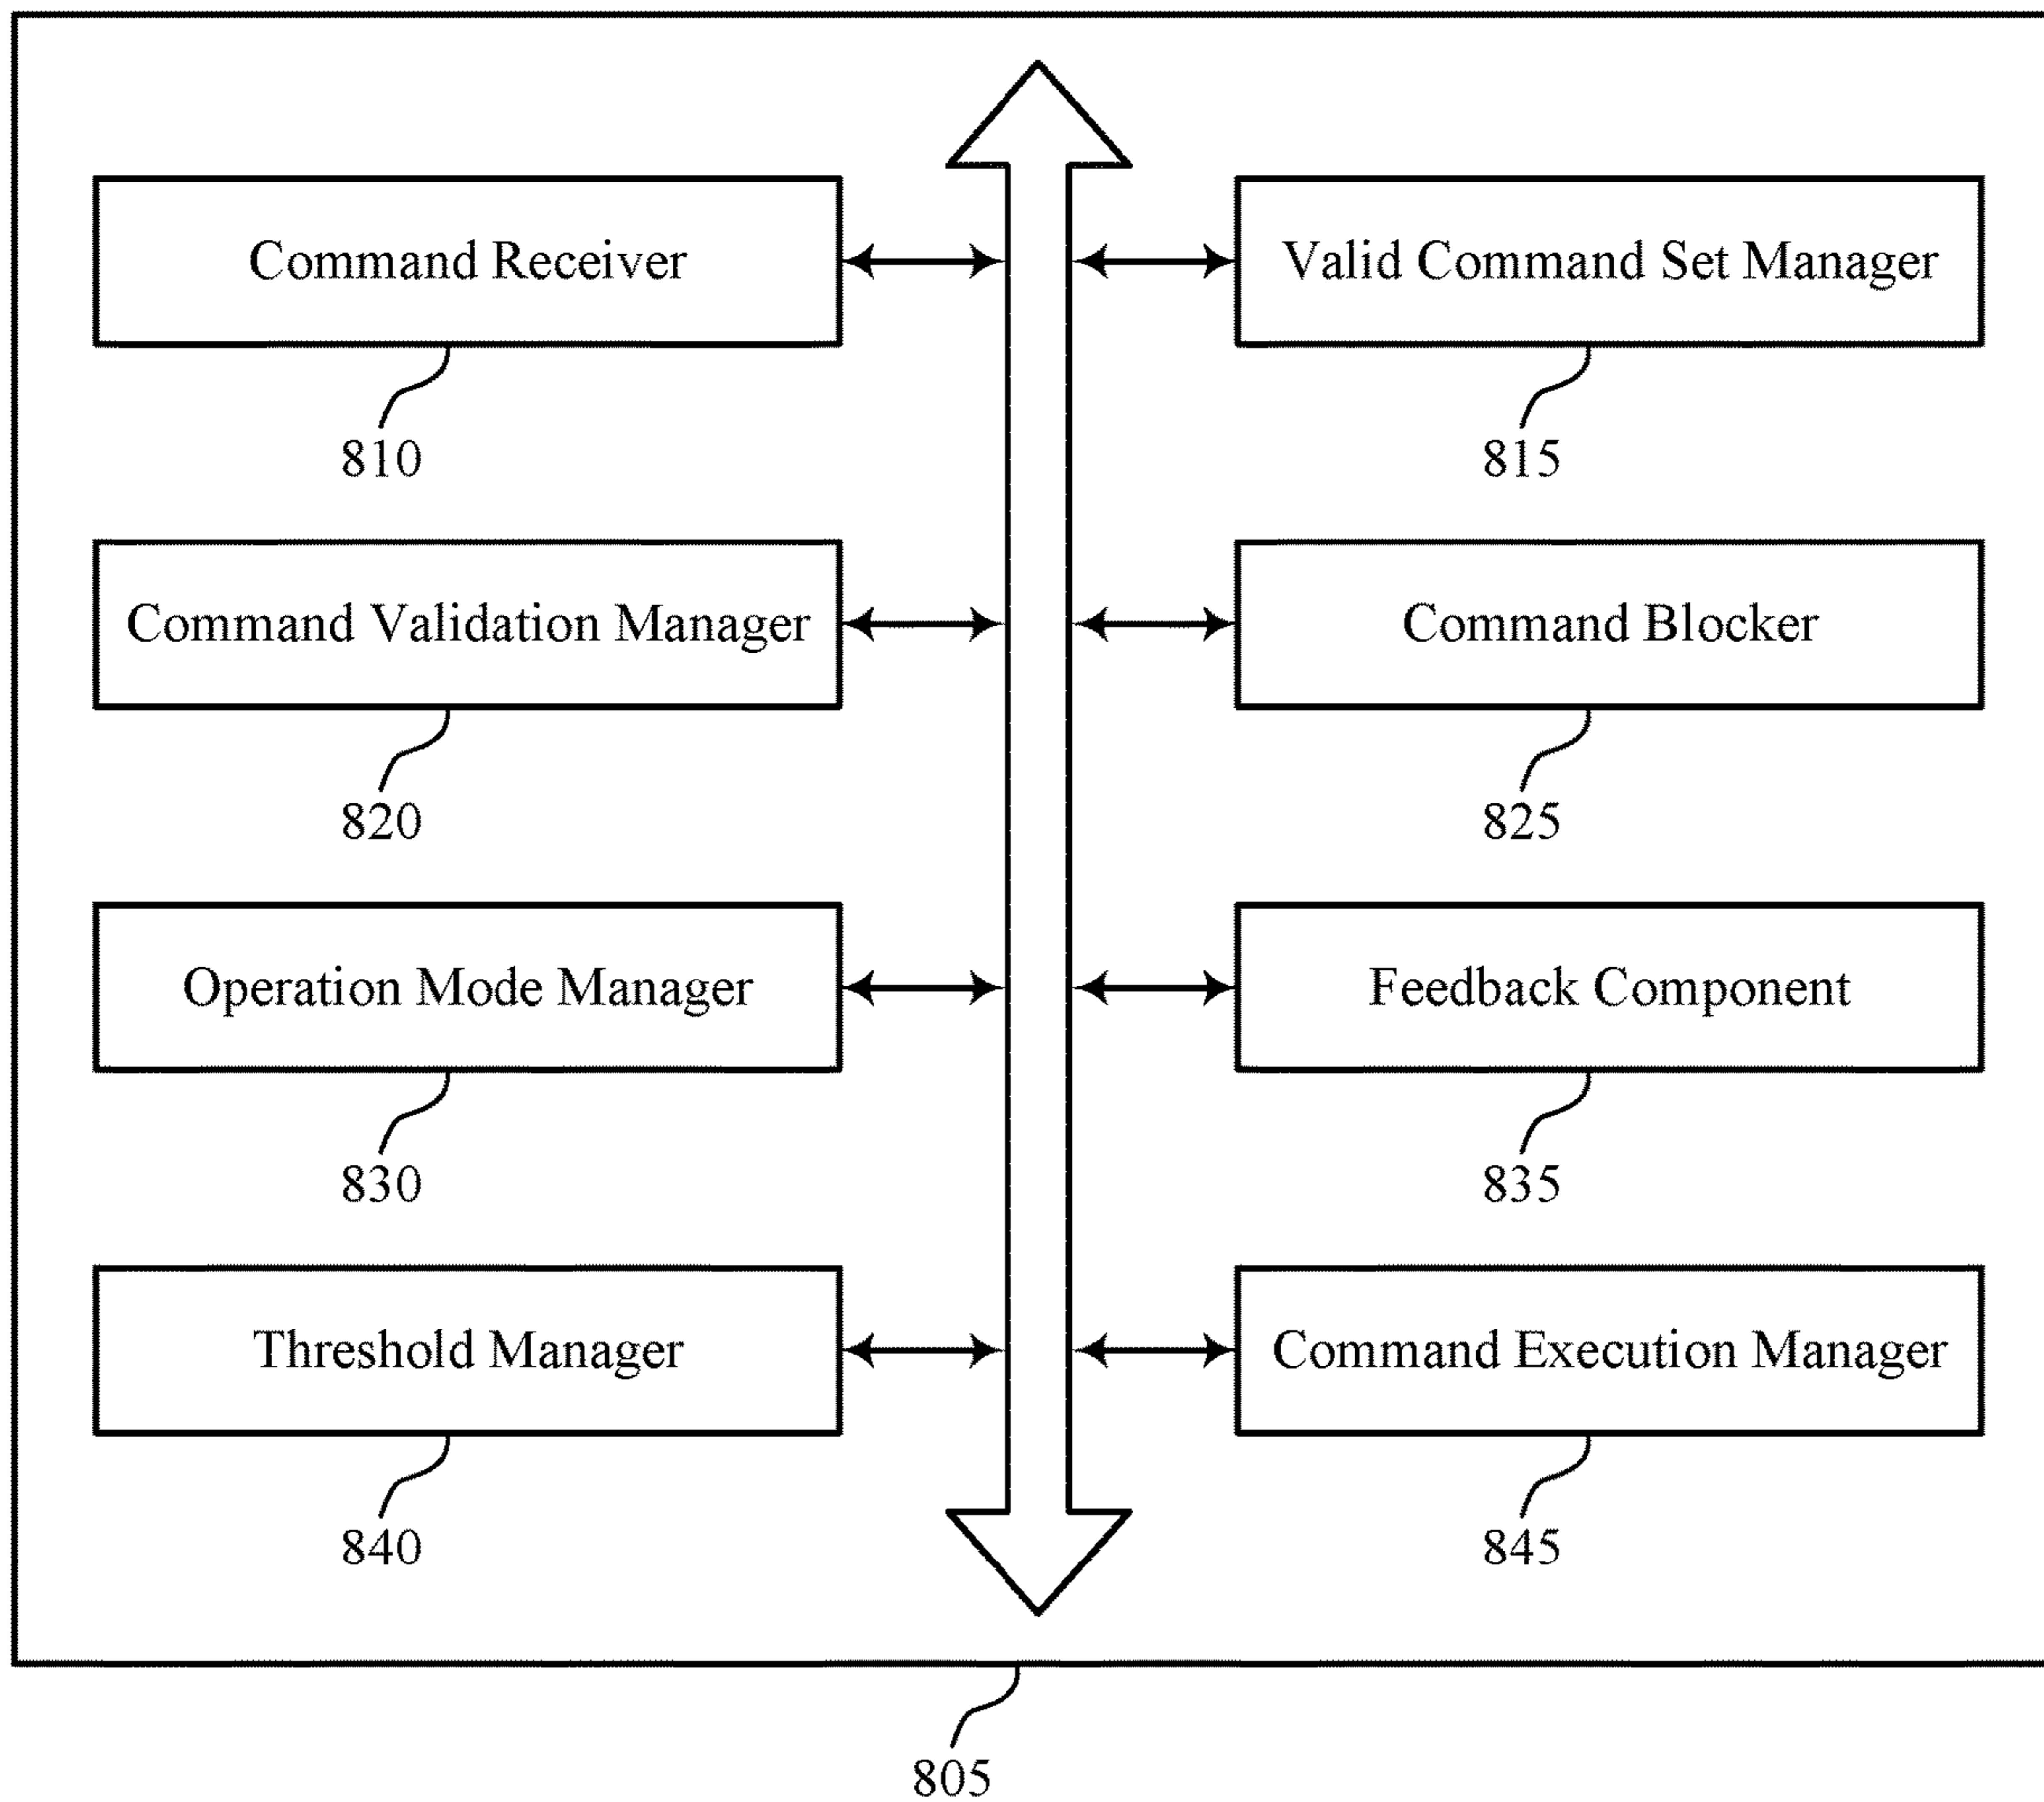 Command Receiver
Valid Command Set Manager
810
815
Command Validation Manager
Command Blocker
820
825
Operation Mode Manager
Feedback Component
830
835
Threshold Manager
Command Execution Manager
840
845
805